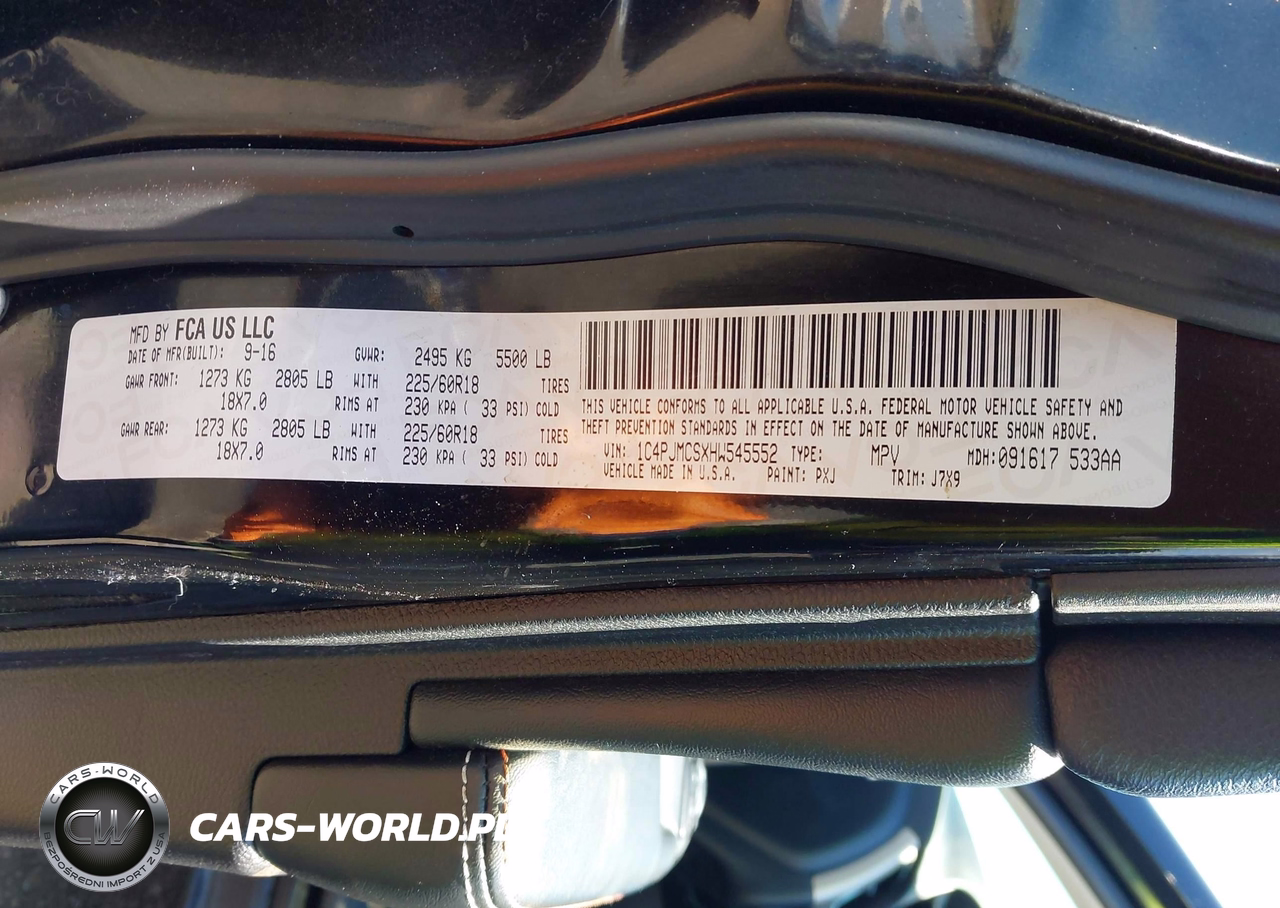 MFD BY FCA US LLC
DATE OF MFR(BUILT): 9-16 GVWR: 2495 KG 5500 LB
GAWR FRONT: 1273 KG 2805 LB WITH 225/60R18 TIRES
18X7.0 RIMS AT 230 KPA ( 33 PSI) COLD
GAWR REAR: 1273 KG 2805 LB WITH 225/60R18 TIRES
18X7.0 RIMS AT 230 KPA ( 33 PSI) COLD
THIS VEHICLE CONFORMS TO ALL APPLICABLE U.S.A. FEDERAL MOTOR VEHICLE SAFETY AND
THEFT PREVENTION STANDARDS IN EFFECT ON THE DATE OF MANUFACTURE SHOWN ABOVE.
VIN: 1C4PJMCSXHW545552 TYPE: MPV MDH:091617 533AA
VEHICLE MADE IN U.S.A. PAINT: PXJ TRIM: J7X9
CARS-WORLD
CW
BEZPOŚREDNI IMPORT Z USA
CARS-WORLD.PL